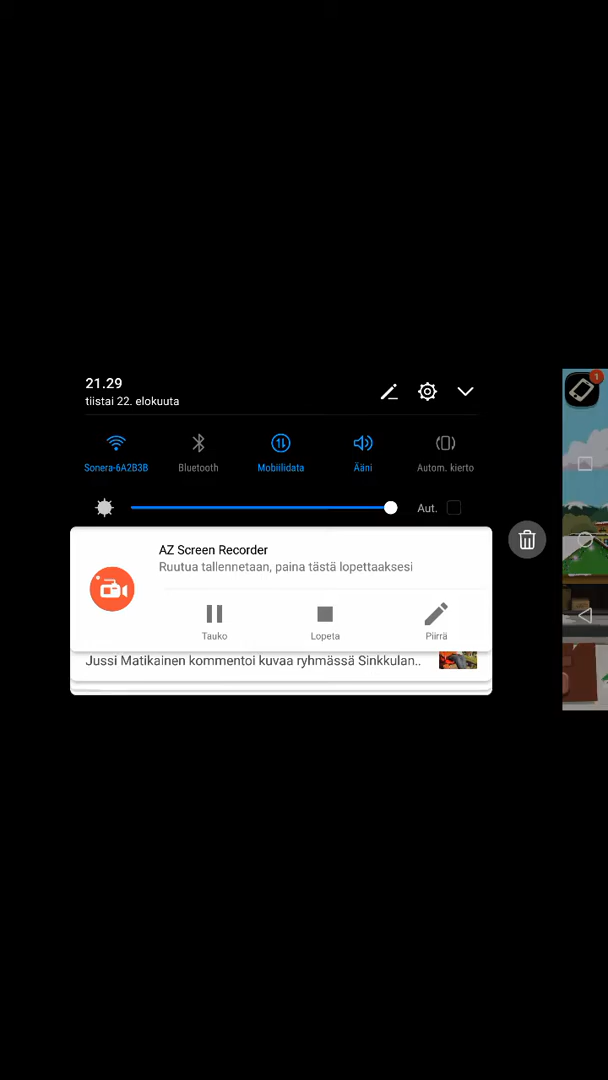 21.29
tiistai 22. elokuuta
Sonera-6A2B3B
Bluetooth
Mobiilidata
Ääni
Autom. kierto
Aut.
AZ Screen Recorder
Ruutua tallennetaan, paina tästä lopettaaksesi
Tauko
Lopeta
Piirrä
Jussi Matikainen kommentoi kuvaa ryhmässä Sinkkulan..
1